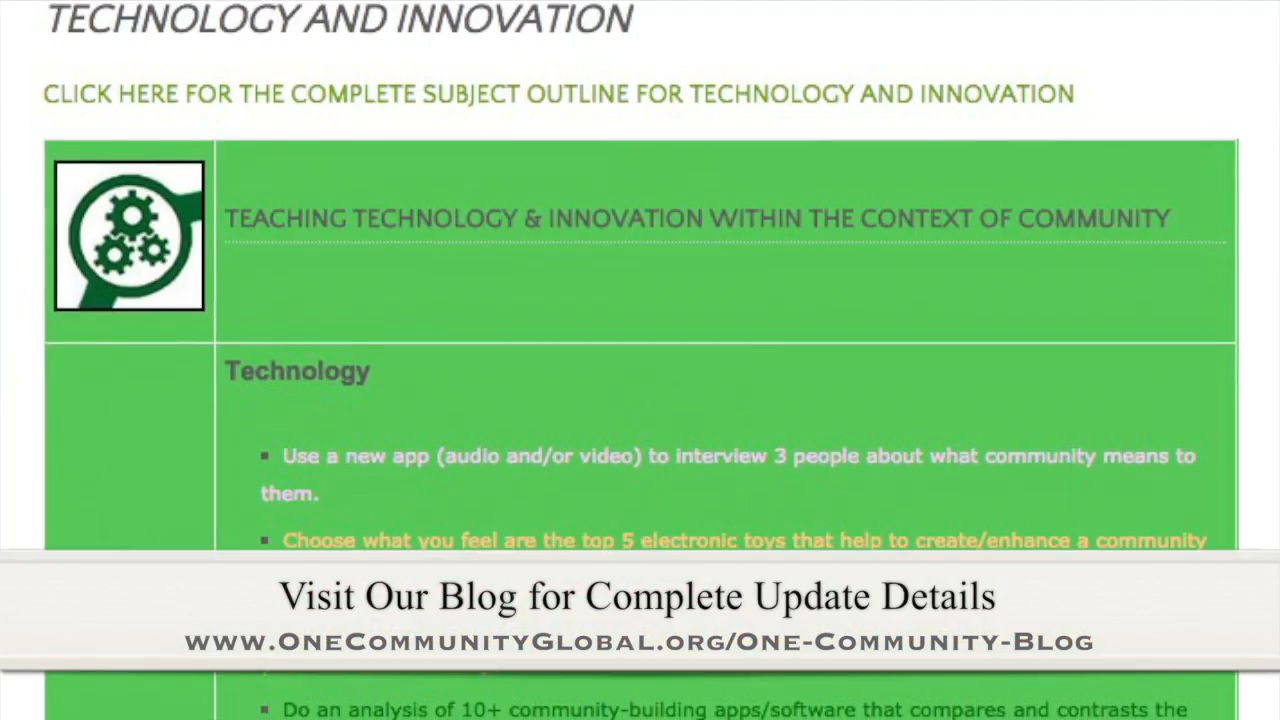 TECHNOLOGY AND INNOVATION
CLICK HERE FOR THE COMPLETE SUBJECT OUTLINE FOR TECHNOLOGY AND INNOVATION
TEACHING TECHNOLOGY & INNOVATION WITHIN THE CONTEXT OF COMMUNITY
Technology
▪ Use a new app (audio and/or video) to interview 3 people about what community means to
them.
▪ Choose what you feel are the top 5 electronic toys that help to create/enhance a community
Visit Our Blog for Complete Update Details
www.OneCommunityGlobal.org/One-Community-Blog
▪ Do an analysis of 10+ community-building apps/software that compares and contrasts the